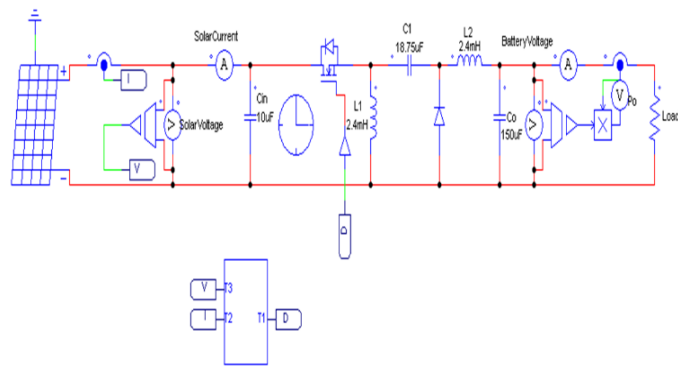 SolarCurrent
C1
18.75uF
L2
2.4mH
BatteryVoltage
+
A
A
I
Cin
10uF
L1
2.4mH
V
SolarVoltage
Co
150uF
V
V
Po
X
Load
V
−
D
V
T3
I
T2
T1
D